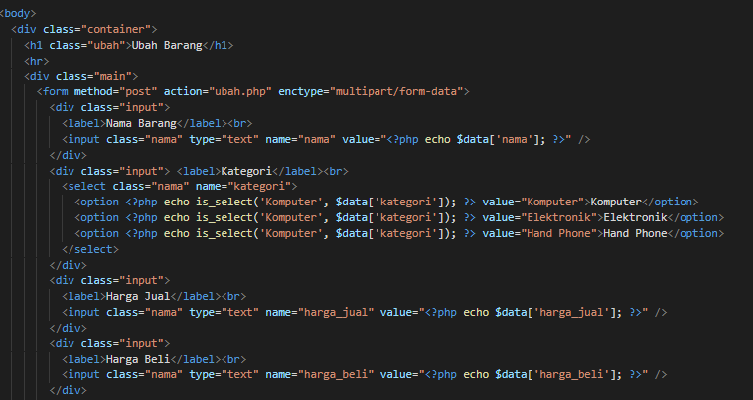 <body>
<div class="container">
<h1 class="ubah">Ubah Barang</h1>
<hr>
<div class="main">
<form method="post" action="ubah.php" enctype="multipart/form-data">
<div class="input">
<label>Nama Barang</label><br>
<input class="nama" type="text" name="nama" value="<?php echo $data['nama']; ?>" />
</div>
<div class="input"> <label>Kategori</label><br>
<select class="nama" name="kategori">
<option <?php echo is_select('Komputer', $data['kategori']); ?> value="Komputer">Komputer</option>
<option <?php echo is_select('Komputer', $data['kategori']); ?> value="Elektronik">Elektronik</option>
<option <?php echo is_select('Komputer', $data['kategori']); ?> value="Hand Phone">Hand Phone</option>
</select>
</div>
<div class="input">
<label>Harga Jual</label><br>
<input class="nama" type="text" name="harga_jual" value="<?php echo $data['harga_jual']; ?>" />
</div>
<div class="input">
<label>Harga Beli</label><br>
<input class="nama" type="text" name="harga_beli" value="<?php echo $data['harga_beli']; ?>" />
</div>